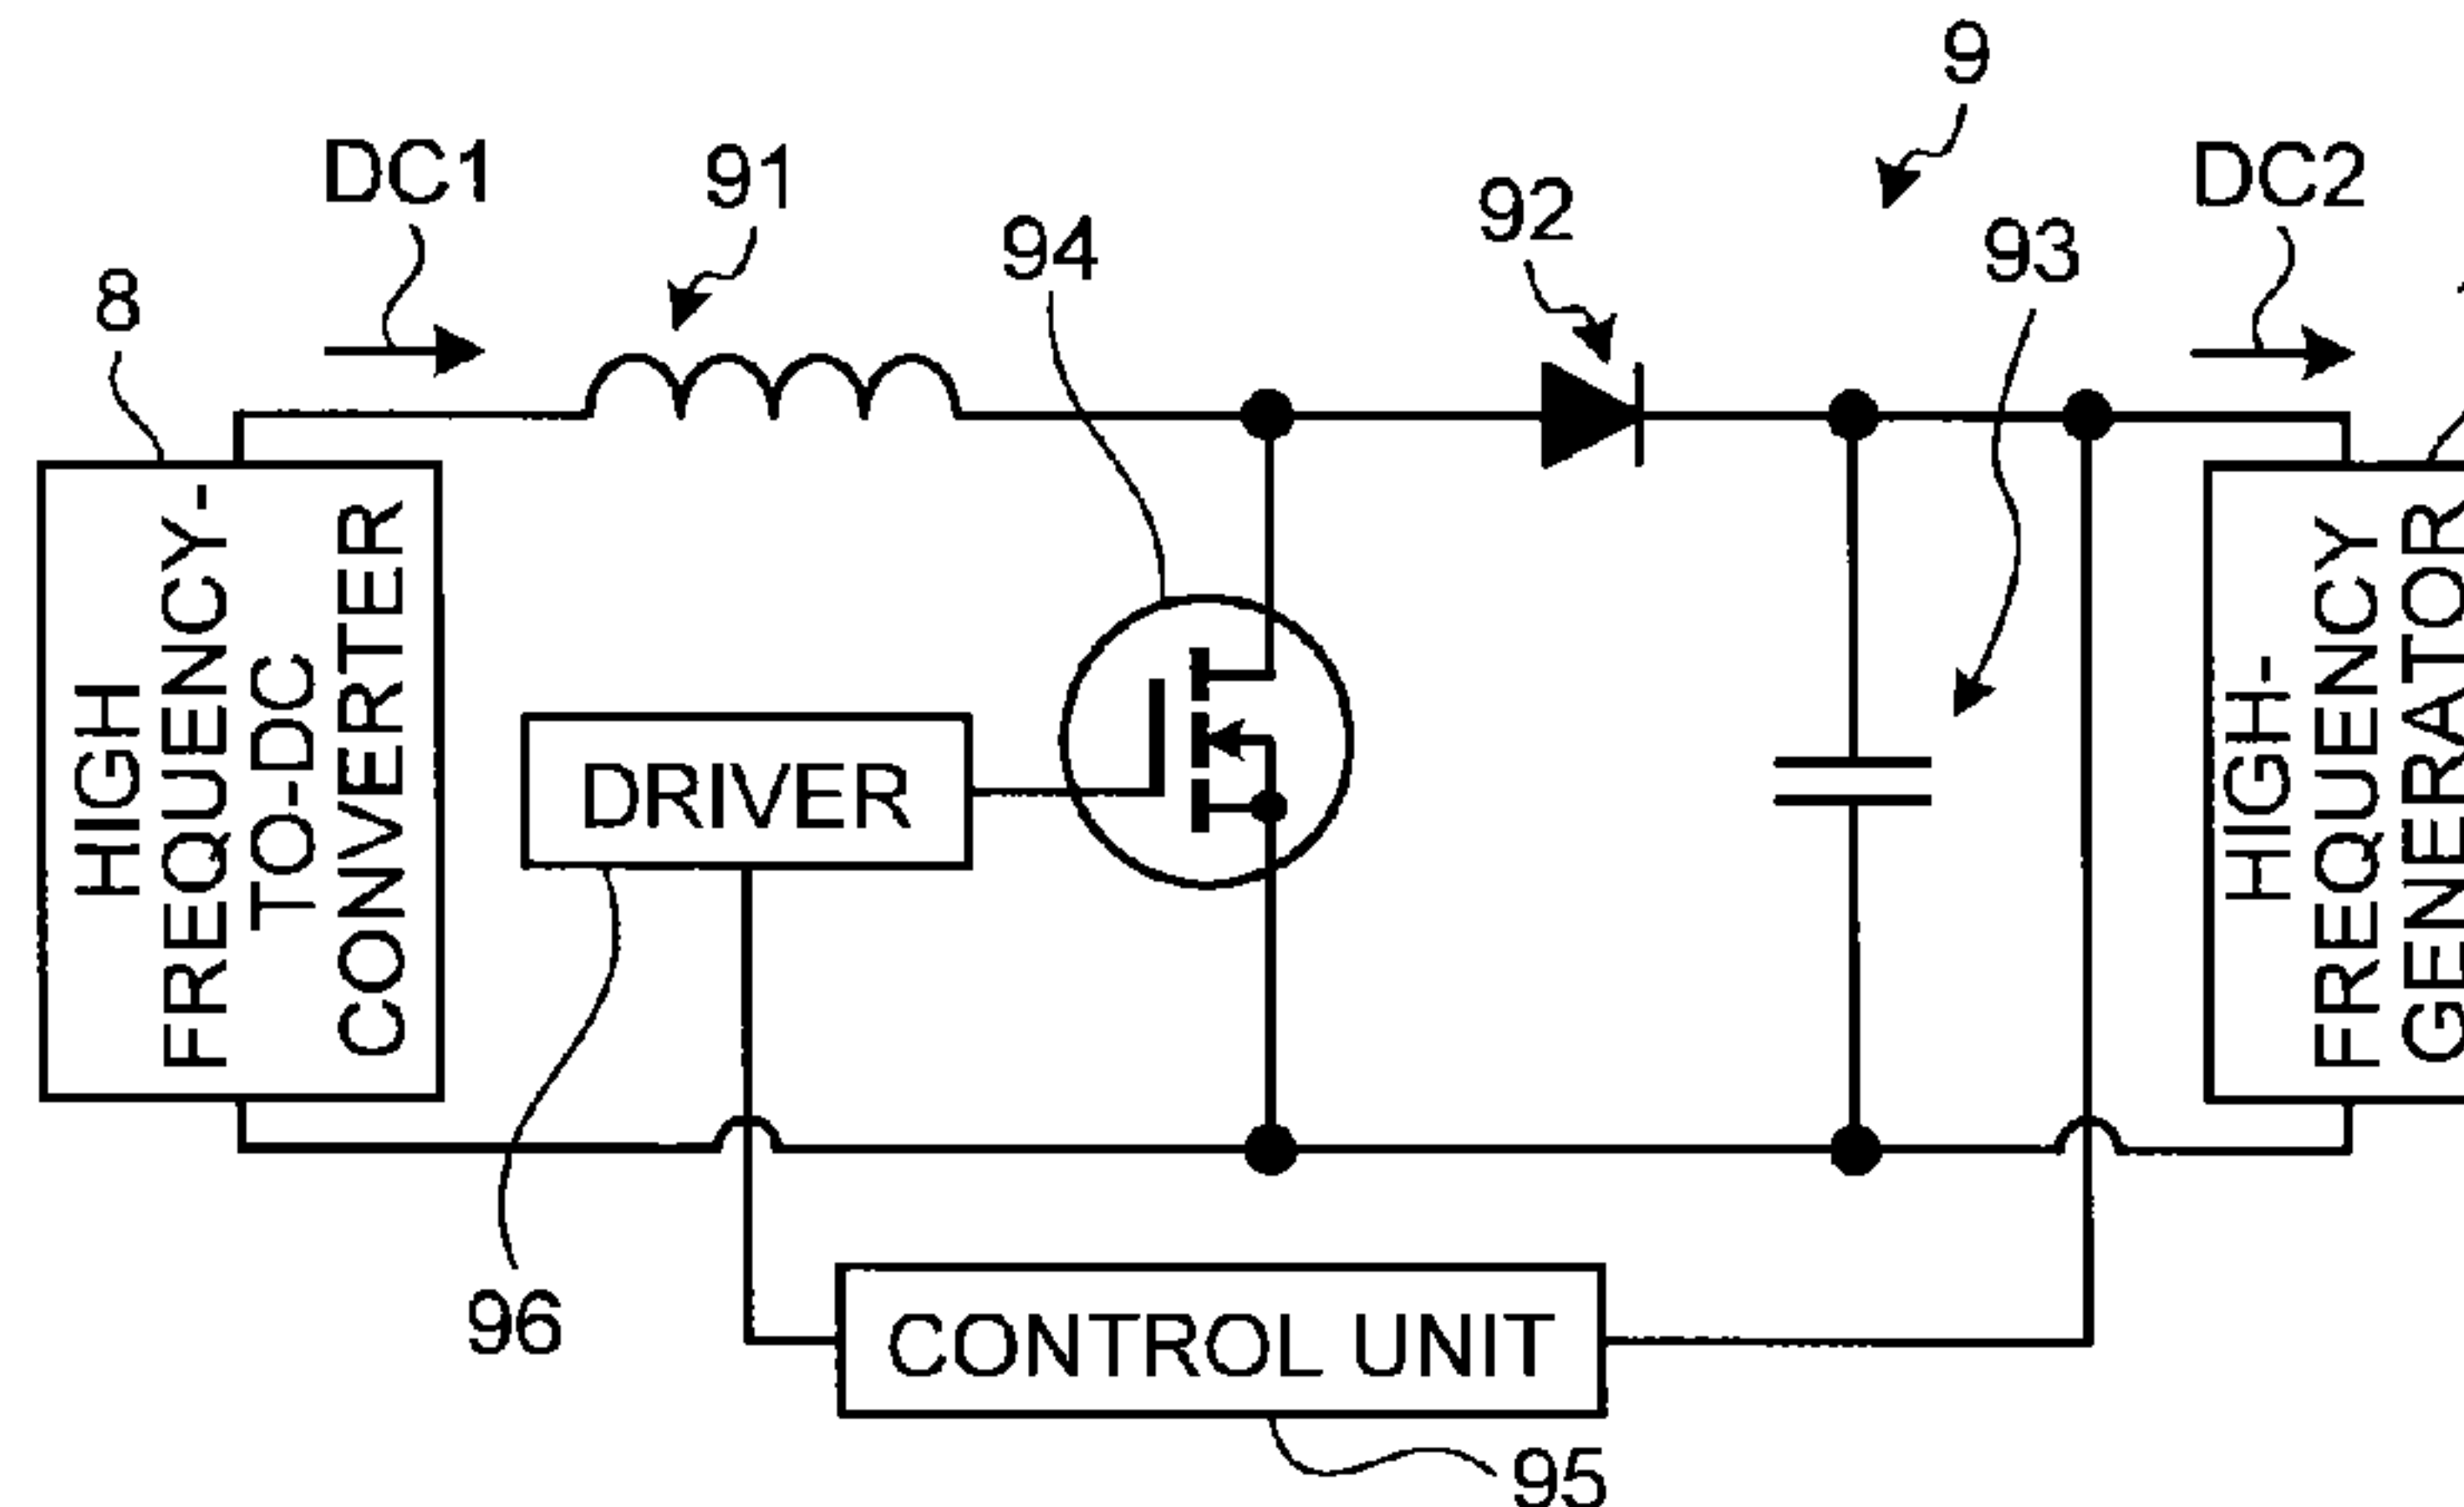 9
DC1
91
DC2
92
94
93
8
HIGH
FREQUENCY-
TO-DC
CONVERTER
DRIVER
HIGH-
FREQUENCY
GENERATOR
96
CONTROL UNIT
95